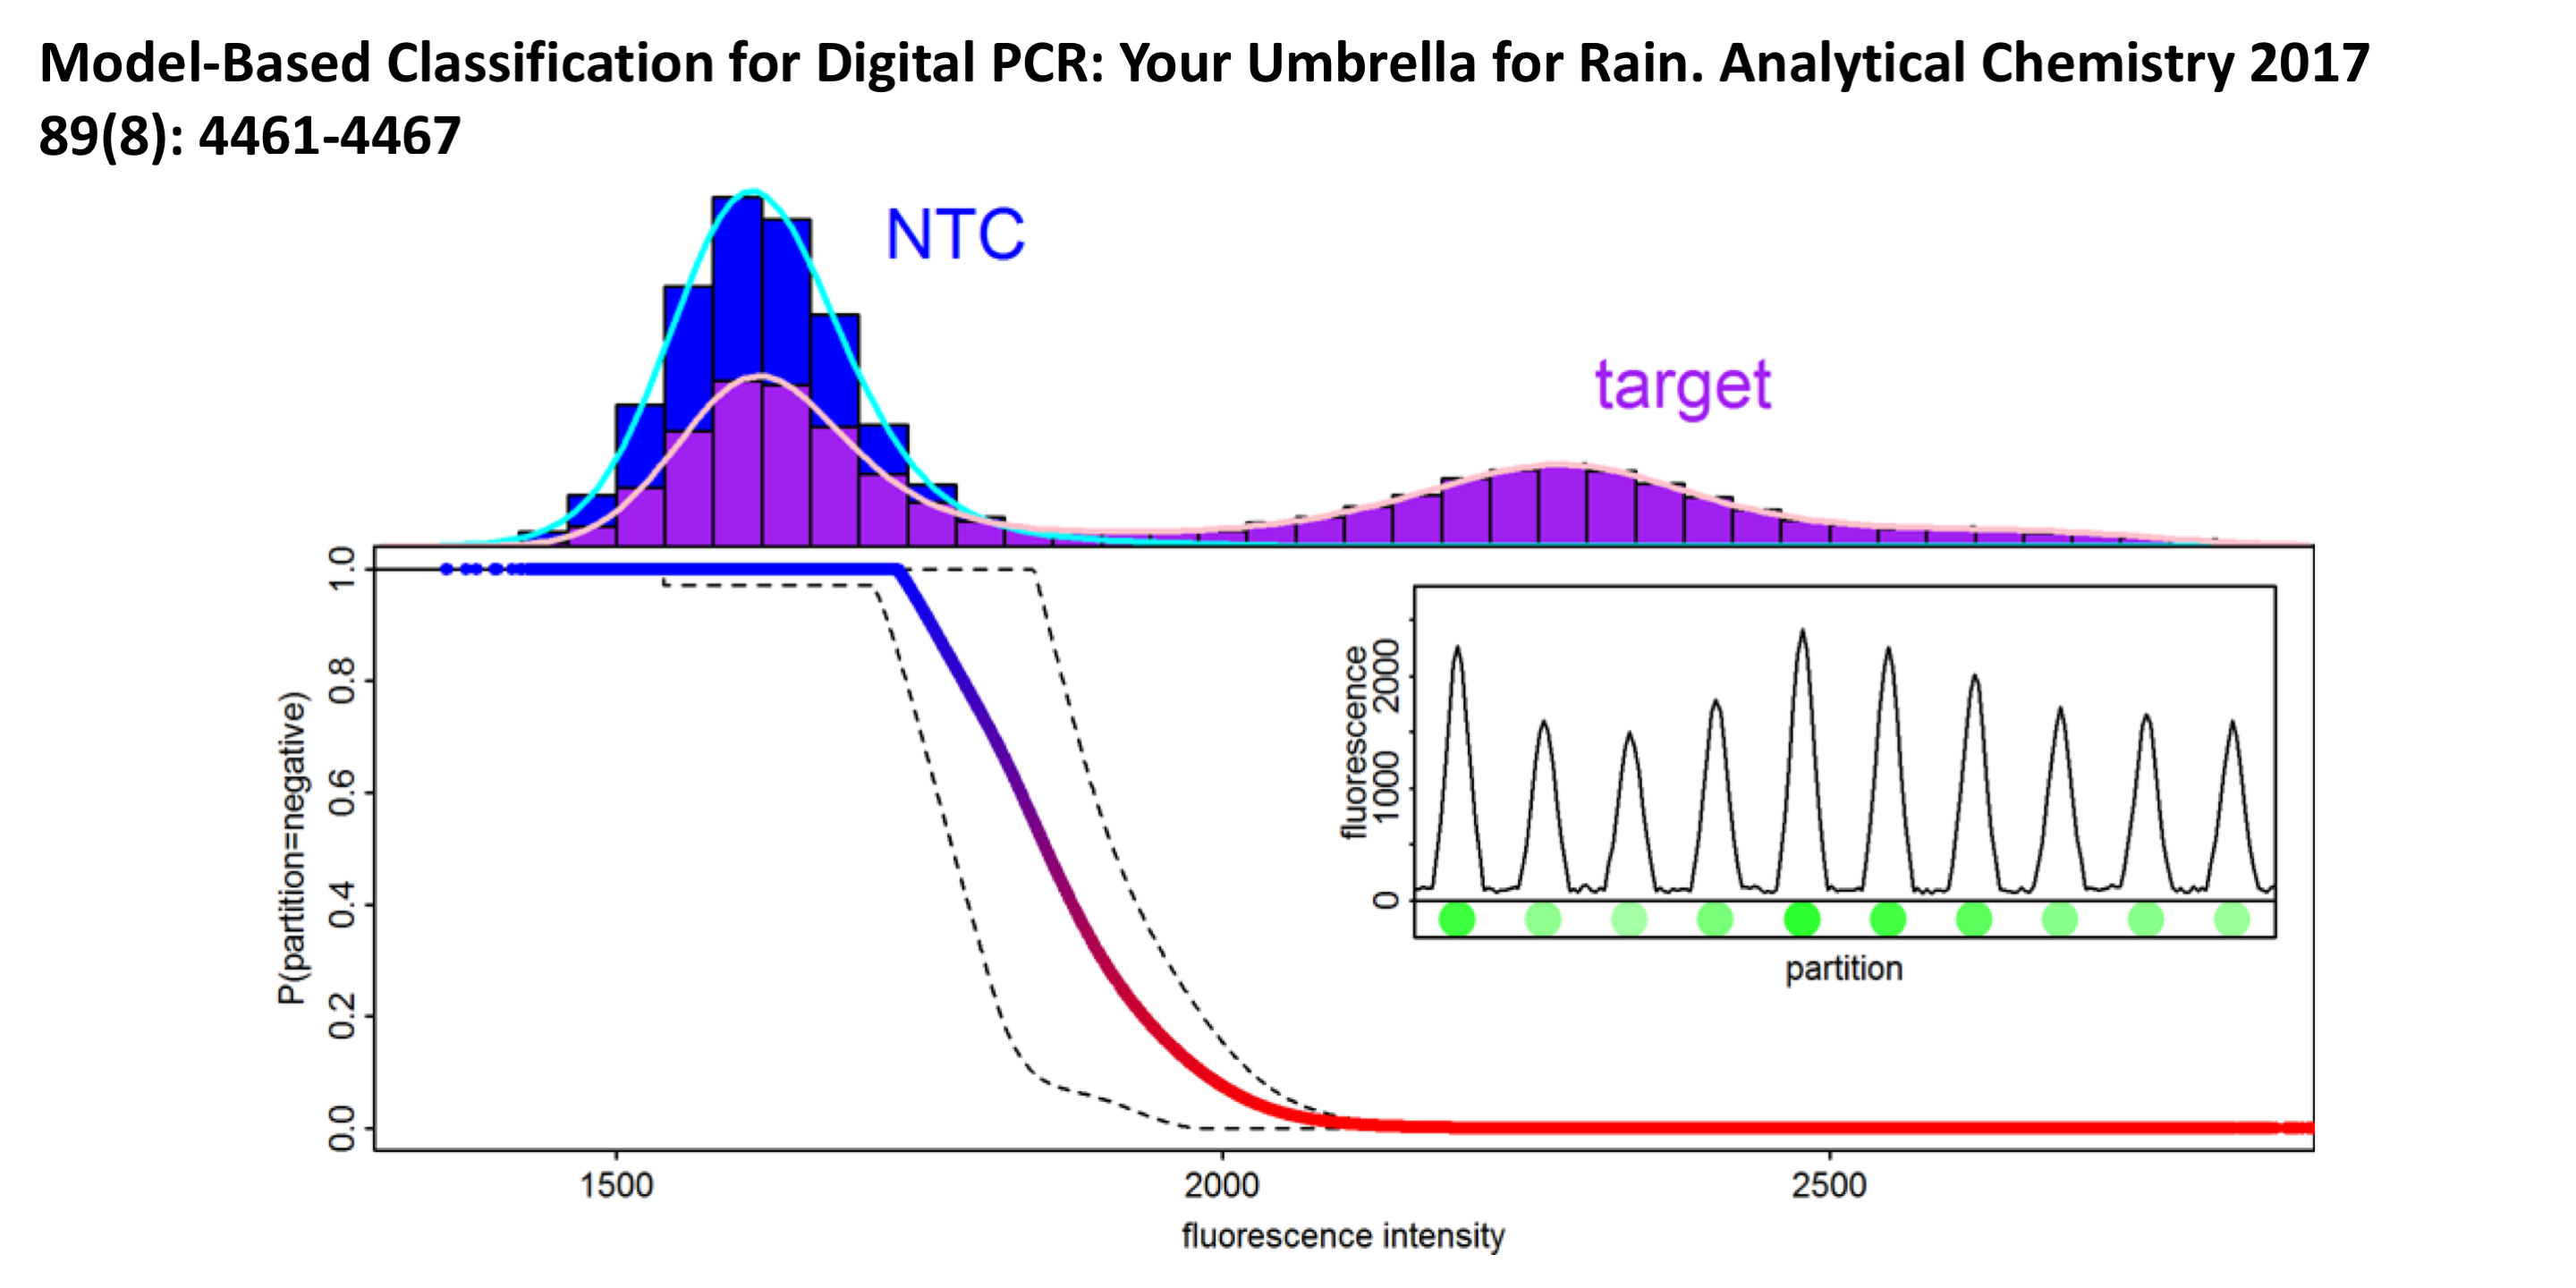 Model-Based Classification for Digital PCR: Your Umbrella for Rain. Analytical Chemistry 2017
89(8): 4461-4467
NTC
target
P(partition=negative)
1.0
0.8
0.6
0.4
0.2
0.0
fluorescence
2000
1000
0
partition
1500
2000
2500
fluorescence intensity